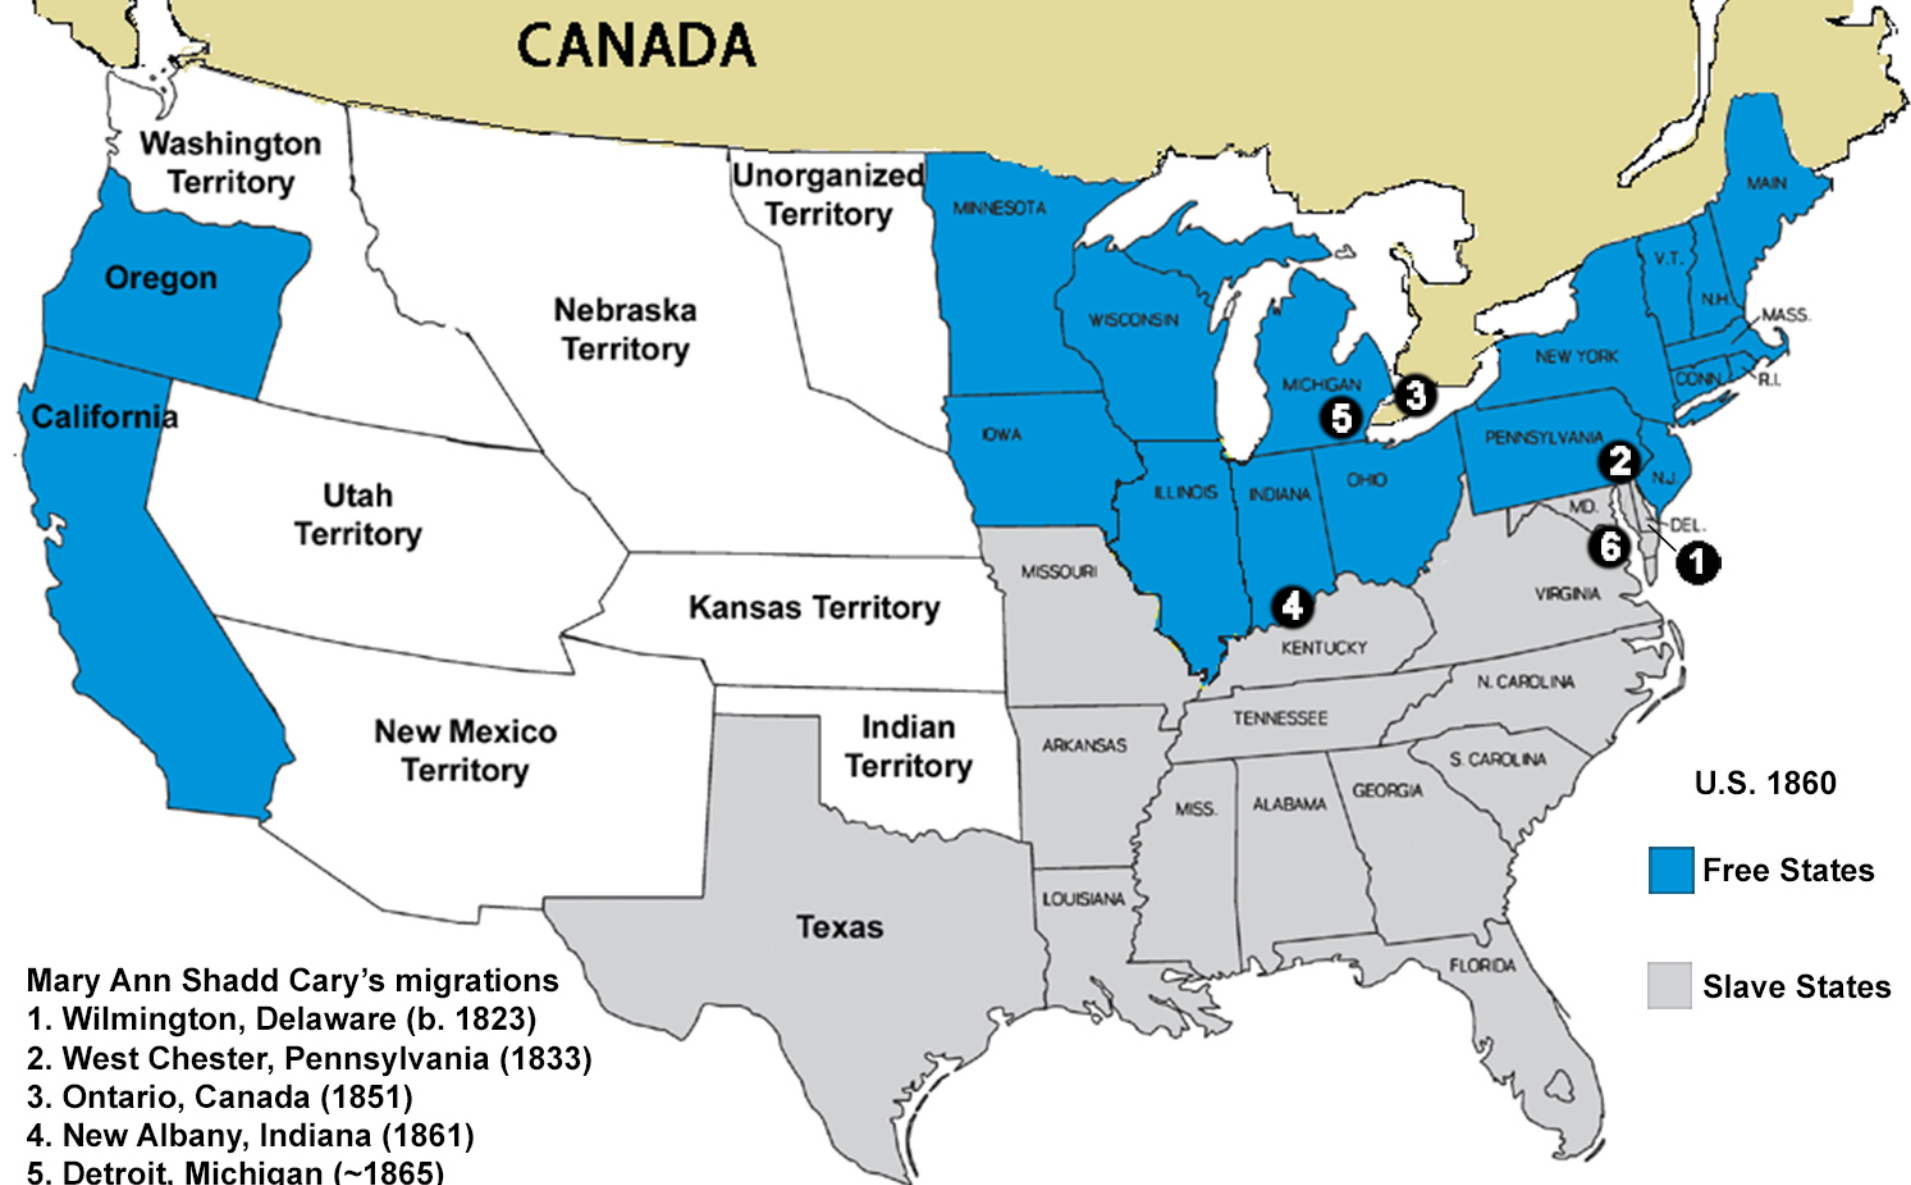 CANADA
Washington
Territory
Unorganized
Territory
MINNESOTA
MAIN
Oregon
V.T.
N.H.
Nebraska
Territory
WISCONSIN
MASS.
NEW YORK
MICHIGAN
CONN.
R.I.
3
5
California
IOWA
PENNSYLVANIA
2
N.J.
Utah
Territory
ILLINOIS
INDIANA
OHIO
MD.
DEL.
6
1
MISSOURI
VIRGINIA
Kansas Territory
4
KENTUCKY
N. CAROLINA
New Mexico
Territory
Indian
Territory
TENNESSEE
ARKANSAS
S. CAROLINA
MISS.
ALABAMA
GEORGIA
U.S. 1860
Free States
LOUISIANA
Texas
FLORIDA
Slave States
Mary Ann Shadd Cary’s migrations
1. Wilmington, Delaware (b. 1823)
2. West Chester, Pennsylvania (1833)
3. Ontario, Canada (1851)
4. New Albany, Indiana (1861)
5. Detroit, Michigan (~1865)